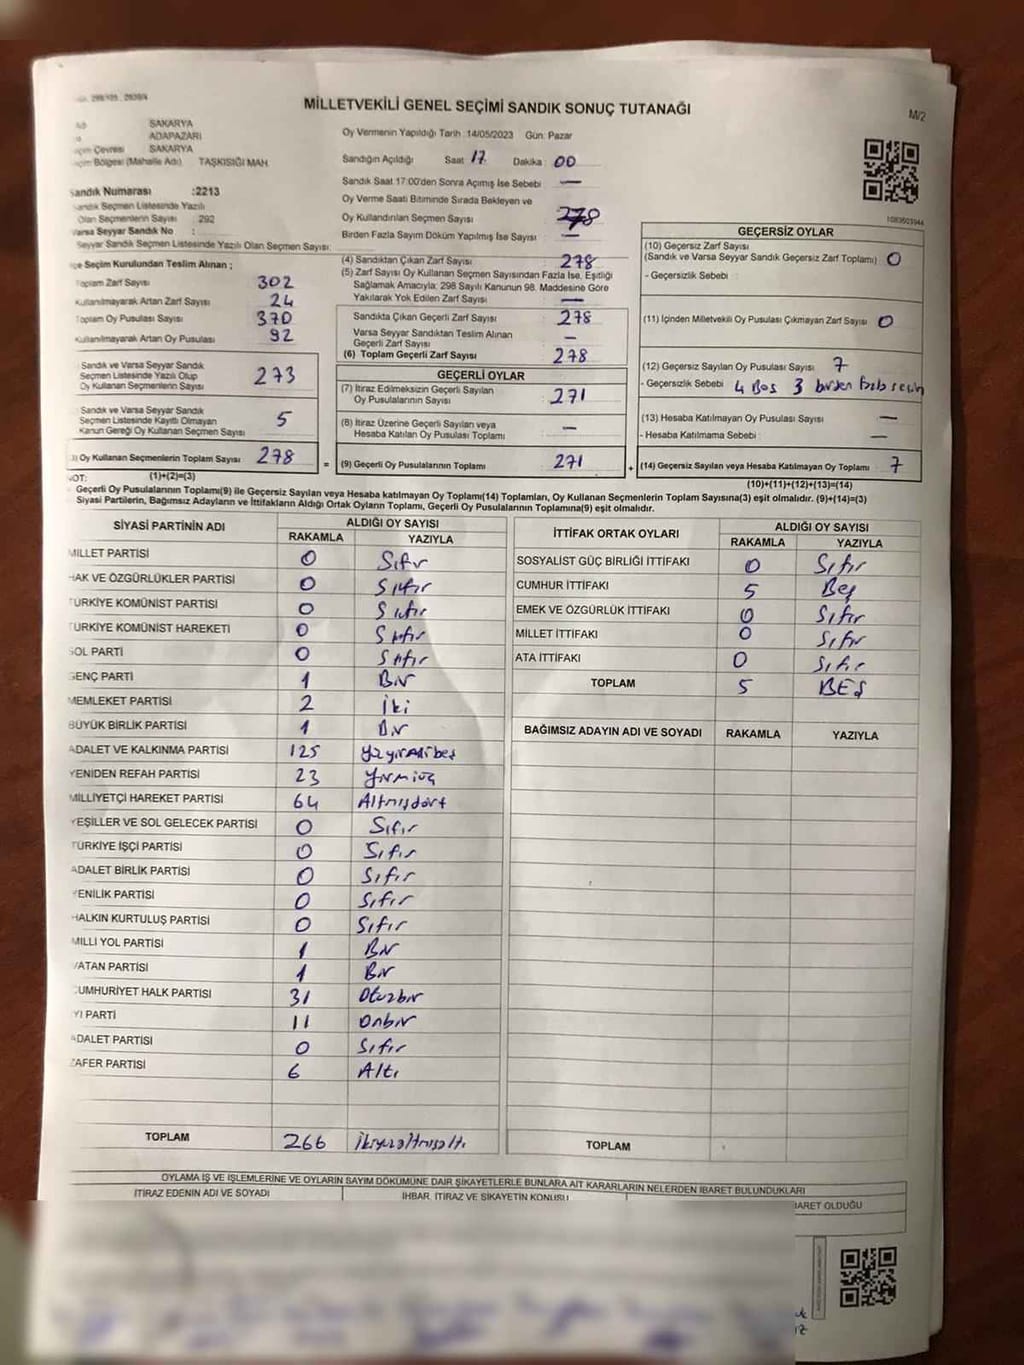 MİLLETVEKİLİ GENEL SEÇİMİ SANDIK SONUÇ TUTANAĞI
M/2
SAKARYA
ADAPAZARI
Çevresi SAKARYA
Bölgesi (Mahalle Adı) TAŞKISIĞI MAH.
Sandık Numarası :2213
Sandık Seçmen Listesinde Yazılı
Olan Seçmenlerin Sayısı : 292
Varsa Seyyar Sandık No :
Seyyar Sandık Seçmen Listesinde Yazılı Olan Seçmen Sayısı:
Oy Vermenin Yapıldığı Tarih :14/05/2023 Gün: Pazar
Sandığın Açıldığı Saat 17 Dakika 00
Sandık Saat 17:00'den Sonra Açılmış İse Sebebi —
Oy Verme Saati Bitiminde Sırada Bekleyen ve
Oy Kullandırılan Seçmen Sayısı 278
Birden Fazla Sayım Döküm Yapılmış İse Sayısı —
İlçe Seçim Kurulundan Teslim Alınan ;
Toplam Zarf Sayısı 302
Kullanılmayarak Artan Zarf Sayısı 24
Toplam Oy Pusulası Sayısı 370
Kullanılmayarak Artan Oy Pusulası 92
(4) Sandıktan Çıkan Zarf Sayısı 278
(5) Zarf Sayısı Oy Kullanan Seçmen Sayısından Fazla İse, Eşitliği
Sağlamak Amacıyla; 298 Sayılı Kanunun 98. Maddesine Göre
Yakılarak Yok Edilen Zarf Sayısı —
Sandıkta Çıkan Geçerli Zarf Sayısı 278
Varsa Seyyar Sandıktan Teslim Alınan
Geçerli Zarf Sayısı —
(6) Toplam Geçerli Zarf Sayısı 278
Sandık ve Varsa Seyyar Sandık
Seçmen Listesinde Yazılı Olup
Oy Kullanan Seçmenlerin Sayısı 273
Sandık ve Varsa Seyyar Sandık
Seçmen Listesinde Kayıtlı Olmayan
Kanun Gereği Oy Kullanan Seçmen Sayısı 5
Oy Kullanan Seçmenlerin Toplam Sayısı 278
(1)+(2)=(3)
GEÇERLİ OYLAR
(7) İtiraz Edilmeksizin Geçerli Sayılan
Oy Pusulalarının Sayısı 271
(8) İtiraz Üzerine Geçerli Sayılan veya
Hesaba Katılan Oy Pusulası Toplamı —
= (9) Geçerli Oy Pusulalarının Toplamı 271
GEÇERSİZ OYLAR
(10) Geçersiz Zarf Sayısı
(Sandık ve Varsa Seyyar Sandık Geçersiz Zarf Toplamı) 0
- Geçersizlik Sebebi :
(11) İçinden Milletvekili Oy Pusulası Çıkmayan Zarf Sayısı 0
(12) Geçersiz Sayılan Oy Pusulası Sayısı 7
- Geçersizlik Sebebi : 4 Boş 3 birden fazla seçim
(13) Hesaba Katılmayan Oy Pusulası Sayısı —
- Hesaba Katılmama Sebebi : —
+ (14) Geçersiz Sayılan veya Hesaba Katılmayan Oy Toplamı 7
(10)+(11)+(12)+(13)=(14)
NOT:
Geçerli Oy Pusulalarının Toplamı(9) ile Geçersiz Sayılan veya Hesaba katılmayan Oy Toplamı(14) Toplamları, Oy Kullanan Seçmenlerin Toplam Sayısına(3) eşit olmalıdır. (9)+(14)=(3)
Siyasi Partilerin, Bağımsız Adayların ve İttifakların Aldığı Ortak Oyların Toplamı, Geçerli Oy Pusulalarının Toplamına(9) eşit olmalıdır.
SİYASİ PARTİNİN ADI ALDIĞI OY SAYISI
RAKAMLA YAZIYLA
MİLLET PARTİSİ 0 Sıfır
HAK VE ÖZGÜRLÜKLER PARTİSİ 0 Sıfır
TÜRKİYE KOMÜNİST PARTİSİ 0 Sıfır
TÜRKİYE KOMÜNİST HAREKETİ 0 Sıfır
SOL PARTİ 0 Sıfır
GENÇ PARTİ 1 Bir
MEMLEKET PARTİSİ 2 İki
BÜYÜK BİRLİK PARTİSİ 1 Bir
ADALET VE KALKINMA PARTİSİ 125 Yüzyirmibeş
YENİDEN REFAH PARTİSİ 23 Yirmiüç
MİLLİYETÇİ HAREKET PARTİSİ 64 Altmışdört
YEŞİLLER VE SOL GELECEK PARTİSİ 0 Sıfır
TÜRKİYE İŞÇİ PARTİSİ 0 Sıfır
ADALET BİRLİK PARTİSİ 0 Sıfır
YENİLİK PARTİSİ 0 Sıfır
HALKIN KURTULUŞ PARTİSİ 0 Sıfır
MİLLİ YOL PARTİSİ 1 Bir
VATAN PARTİSİ 1 Bir
CUMHURİYET HALK PARTİSİ 31 Otuzbir
İYİ PARTİ 11 Onbir
ADALET PARTİSİ 0 Sıfır
ZAFER PARTİSİ 6 Altı
TOPLAM 266 İkiyüzaltmışaltı
İTTİFAK ORTAK OYLARI ALDIĞI OY SAYISI
RAKAMLA YAZIYLA
SOSYALİST GÜÇ BİRLİĞİ İTTİFAKI 0 Sıfır
CUMHUR İTTİFAKI 5 Beş
EMEK VE ÖZGÜRLÜK İTTİFAKI 0 Sıfır
MİLLET İTTİFAKI 0 Sıfır
ATA İTTİFAKI 0 Sıfır
TOPLAM 5 BEŞ
BAĞIMSIZ ADAYIN ADI VE SOYADI RAKAMLA YAZIYLA
TOPLAM
OYLAMA İŞ VE İŞLEMLERİNE VE OYLARIN SAYIM DÖKÜMÜNE DAİR ŞİKAYETLERLE BUNLARA AİT KARARLARIN NELERDEN İBARET BULUNDUKLARI
İTİRAZ EDENİN ADI VE SOYADI İHBAR, İTİRAZ VE ŞİKAYETİN KONUSU
İBARET OLDUĞU